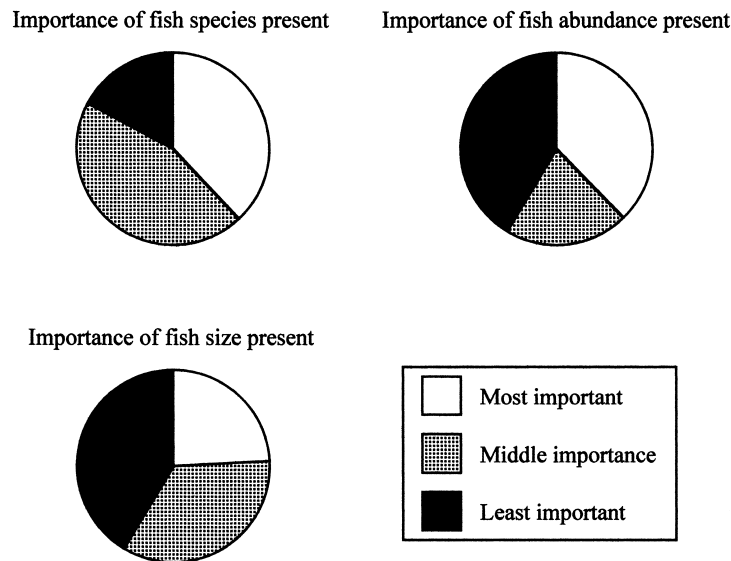 Importance of fish species present
Importance of fish abundance present
Importance of fish size present
Most important
Middle importance
Least important